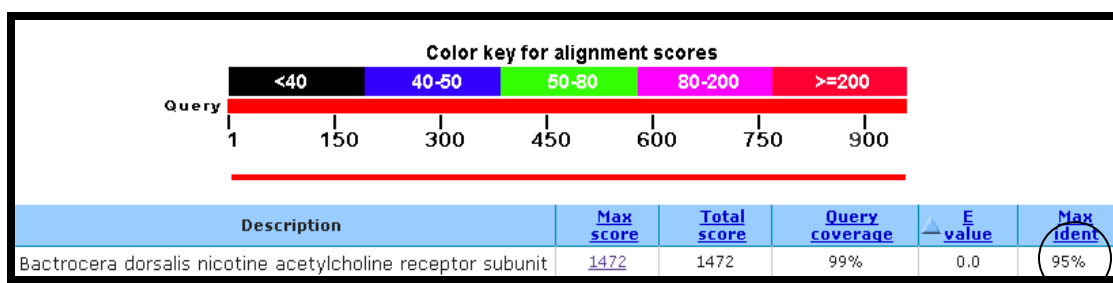 Color key for alignment scores
<40 40-50 50-80 80-200 >=200
Query
1 150 300 450 600 750 900
Description Max score Total score Query coverage E value Max ident
Bactrocera dorsalis nicotine acetylcholine receptor subunit 1472 1472 99% 0.0 95%